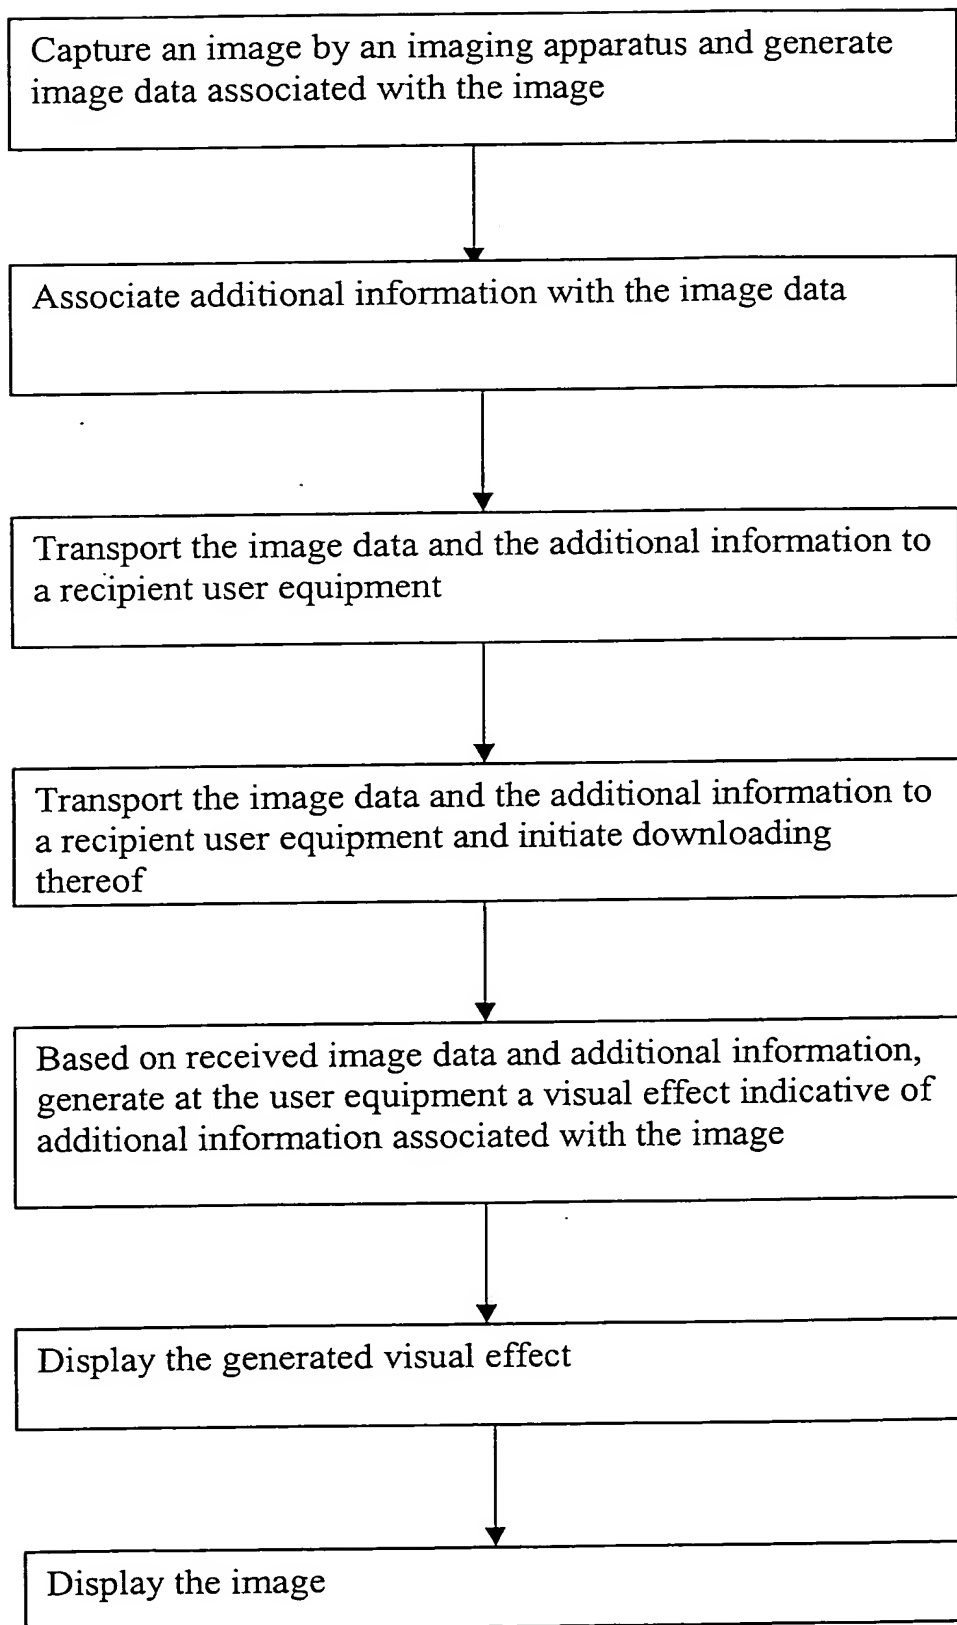 Capture an image by an imaging apparatus and generate
image data associated with the image
Associate additional information with the image data
Transport the image data and the additional information to
a recipient user equipment
Transport the image data and the additional information to
a recipient user equipment and initiate downloading
thereof
Based on received image data and additional information,
generate at the user equipment a visual effect indicative of
additional information associated with the image
Display the generated visual effect
Display the image